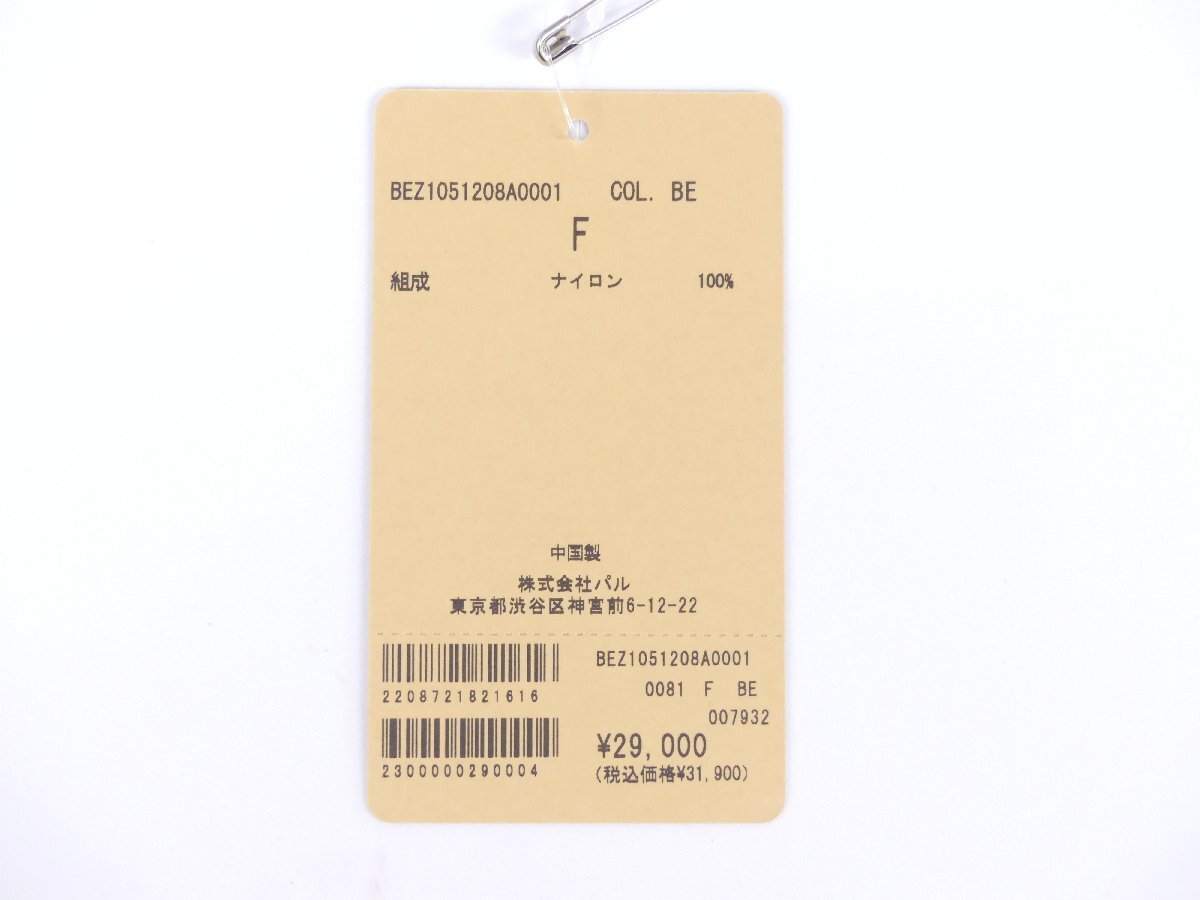 BEZ1051208A0001 COL. BE
F
組成 ナイロン 100%
中国製
株式会社パル
東京都渋谷区神宮前6-12-22
2208721821616
2300000290004
BEZ1051208A0001
0081 F BE
007932
¥29,000
(税込価格¥31,900)